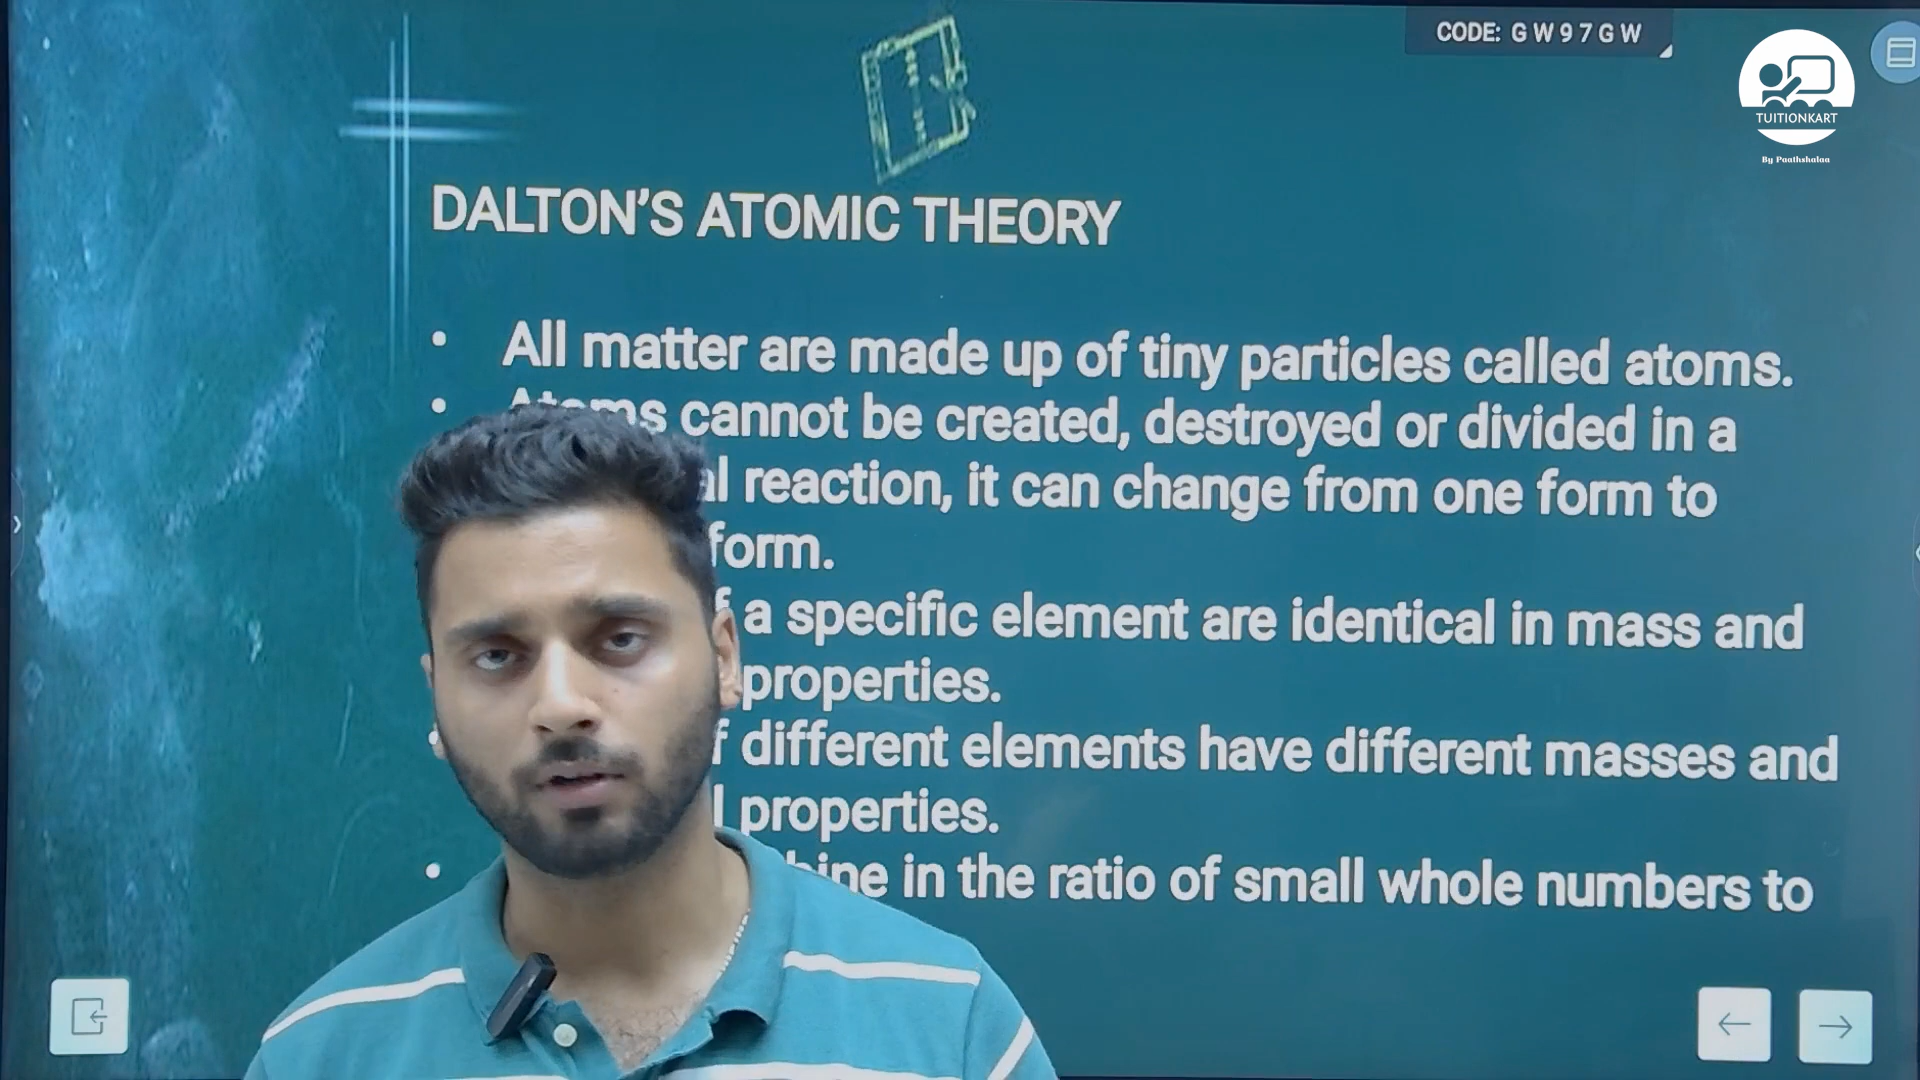 CODE: G W 9 7 G W
TUITIONKART
By Paathshalaa
DALTON’S ATOMIC THEORY
• All matter are made up of tiny particles called atoms.
• Atoms cannot be created, destroyed or divided in a
reaction, it can change from one form to
form.
a specific element are identical in mass and
properties.
different elements have different masses and
properties.
• in the ratio of small whole numbers to